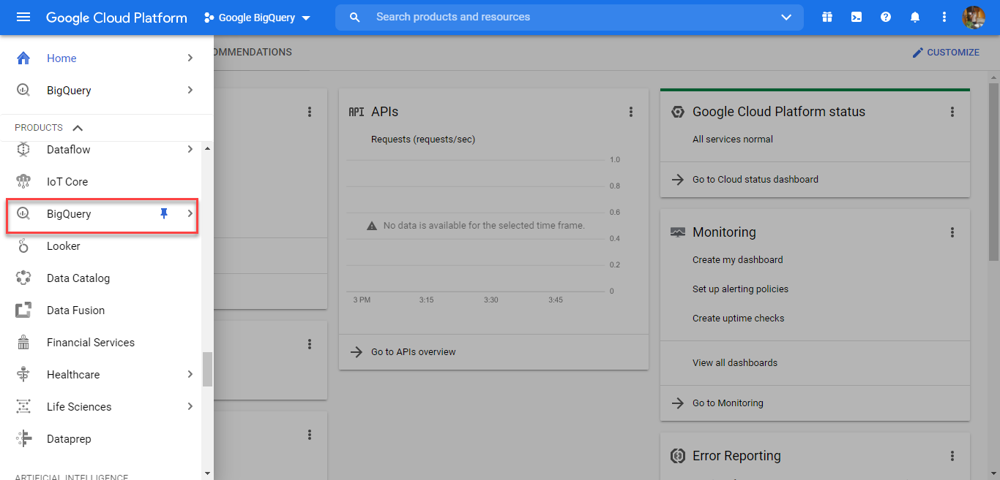 Google Cloud Platform
Google BigQuery
Search products and resources
Home
BigQuery
PRODUCTS
Dataflow
IoT Core
BigQuery
Looker
Data Catalog
Data Fusion
Financial Services
Healthcare
Life Sciences
Dataprep
ARTIFICIAL INTELLIGENCE
OMMENDATIONS
CUSTOMIZE
API APIs
Requests (requests/sec)
1.0
0.8
0.6
No data is available for the selected time frame.
0.4
0.2
0
3 PM 3:15 3:30 3:45
Go to APIs overview
Google Cloud Platform status
All services normal
Go to Cloud status dashboard
Monitoring
Create my dashboard
Set up alerting policies
Create uptime checks
View all dashboards
Go to Monitoring
Error Reporting